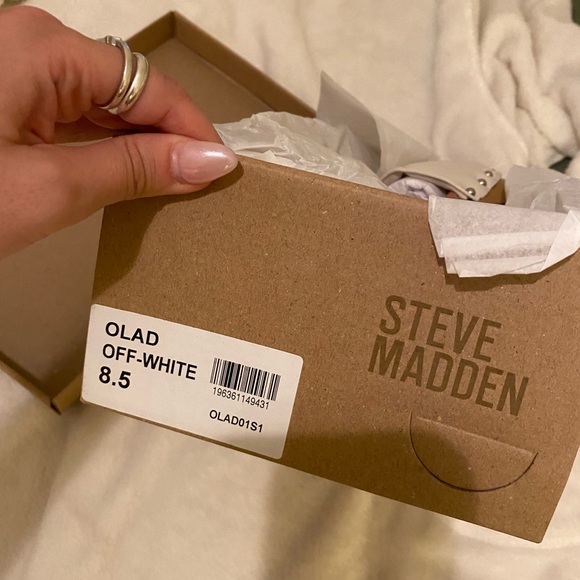 OLAD
OFF-WHITE
8.5
196361149431
OLAD01S1
STEVE
MADDEN